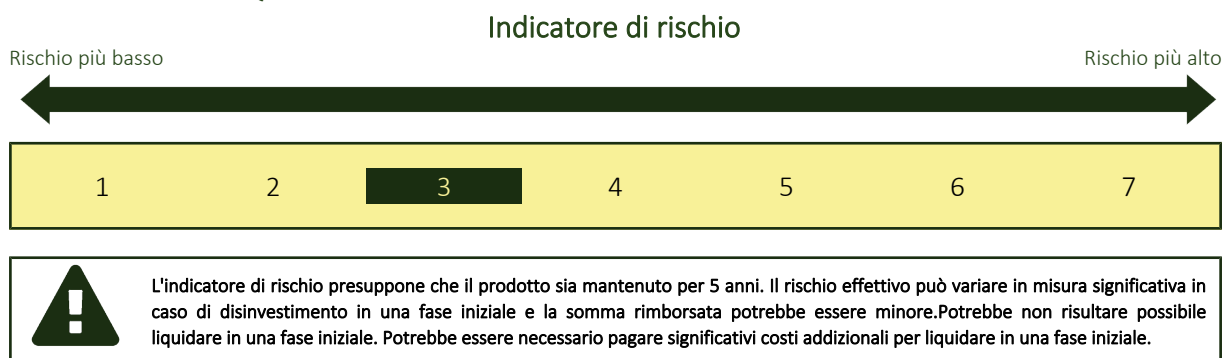 Indicatore di rischio
Rischio più basso
Rischio più alto
1 2 3 4 5 6 7
L'indicatore di rischio presuppone che il prodotto sia mantenuto per 5 anni. Il rischio effettivo può variare in misura significativa in
caso di disinvestimento in una fase iniziale e la somma rimborsata potrebbe essere minore.Potrebbe non risultare possibile
liquidare in una fase iniziale. Potrebbe essere necessario pagare significativi costi addizionali per liquidare in una fase iniziale.